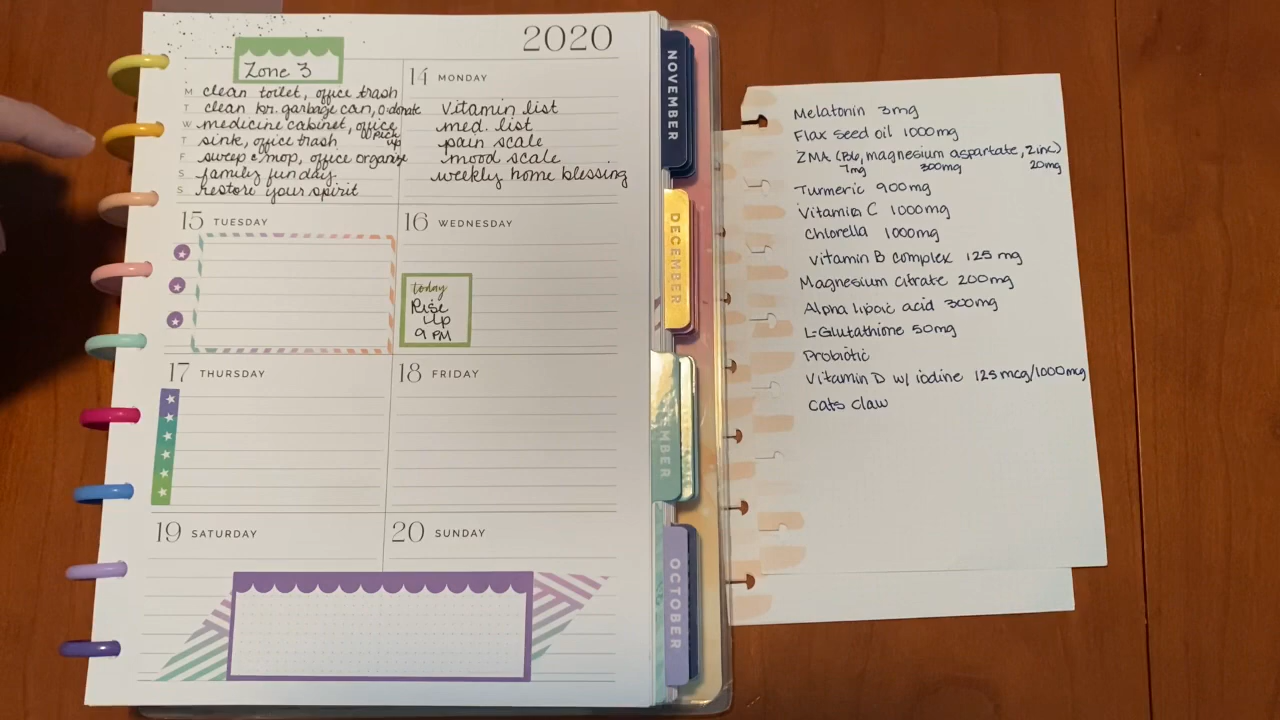 2020
Zone 3
M clean toilet, office trash
T clean kit. garbage can, O-donate
W medicine cabinet, office
a pick up
T sink, office trash
F sweep & mop, office organize
S family fun day
S restore your spirit
14 MONDAY
vitamin list
med. list
pain scale
mood scale
weekly home blessing
15 TUESDAY
16 WEDNESDAY
today
Rise
Up
9 PM
17 THURSDAY
18 FRIDAY
19 SATURDAY
20 SUNDAY
NOVEMBER
DECEMBER
EMBER
OCTOBER
Melatonin 3mg
Flax Seed oil 1000mg
ZMA (B6, magnesium aspartate, Zinc)
7mg 300mg 20mg
Turmeric 900mg
Vitamin C 1000mg
Chlorella 1000mg
Vitamin B complex 125 mg
Magnesium citrate 200mg
Alpha lipoic acid 300mg
L-Glutathione 50mg
Probiotic
Vitamin D w/ iodine 125mcg/1000mcg
Cats claw